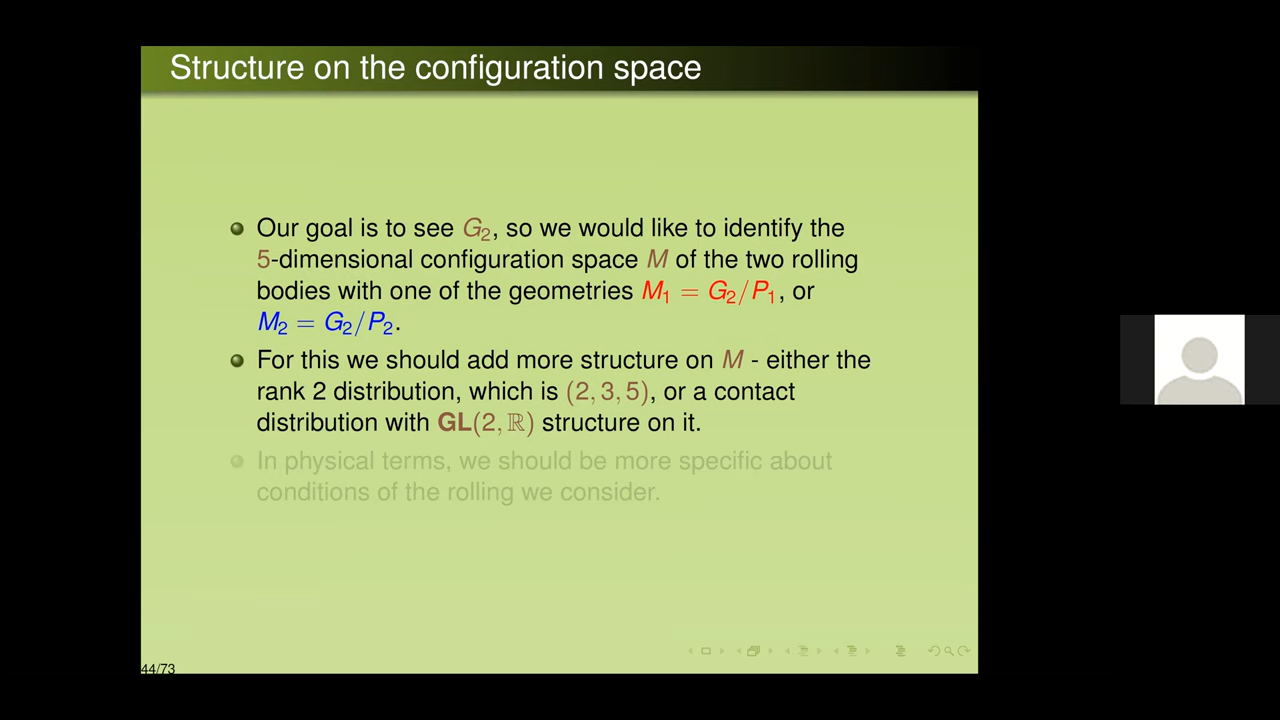 Structure on the configuration space
Our goal is to see G₂, so we would like to identify the
5-dimensional configuration space M of the two rolling
bodies with one of the geometries M₁ = G₂/P₁, or
M₂ = G₂/P₂.
For this we should add more structure on M - either the
rank 2 distribution, which is (2, 3, 5), or a contact
distribution with GL(2, ℝ) structure on it.
In physical terms, we should be more specific about
conditions of the rolling we consider.
44/73